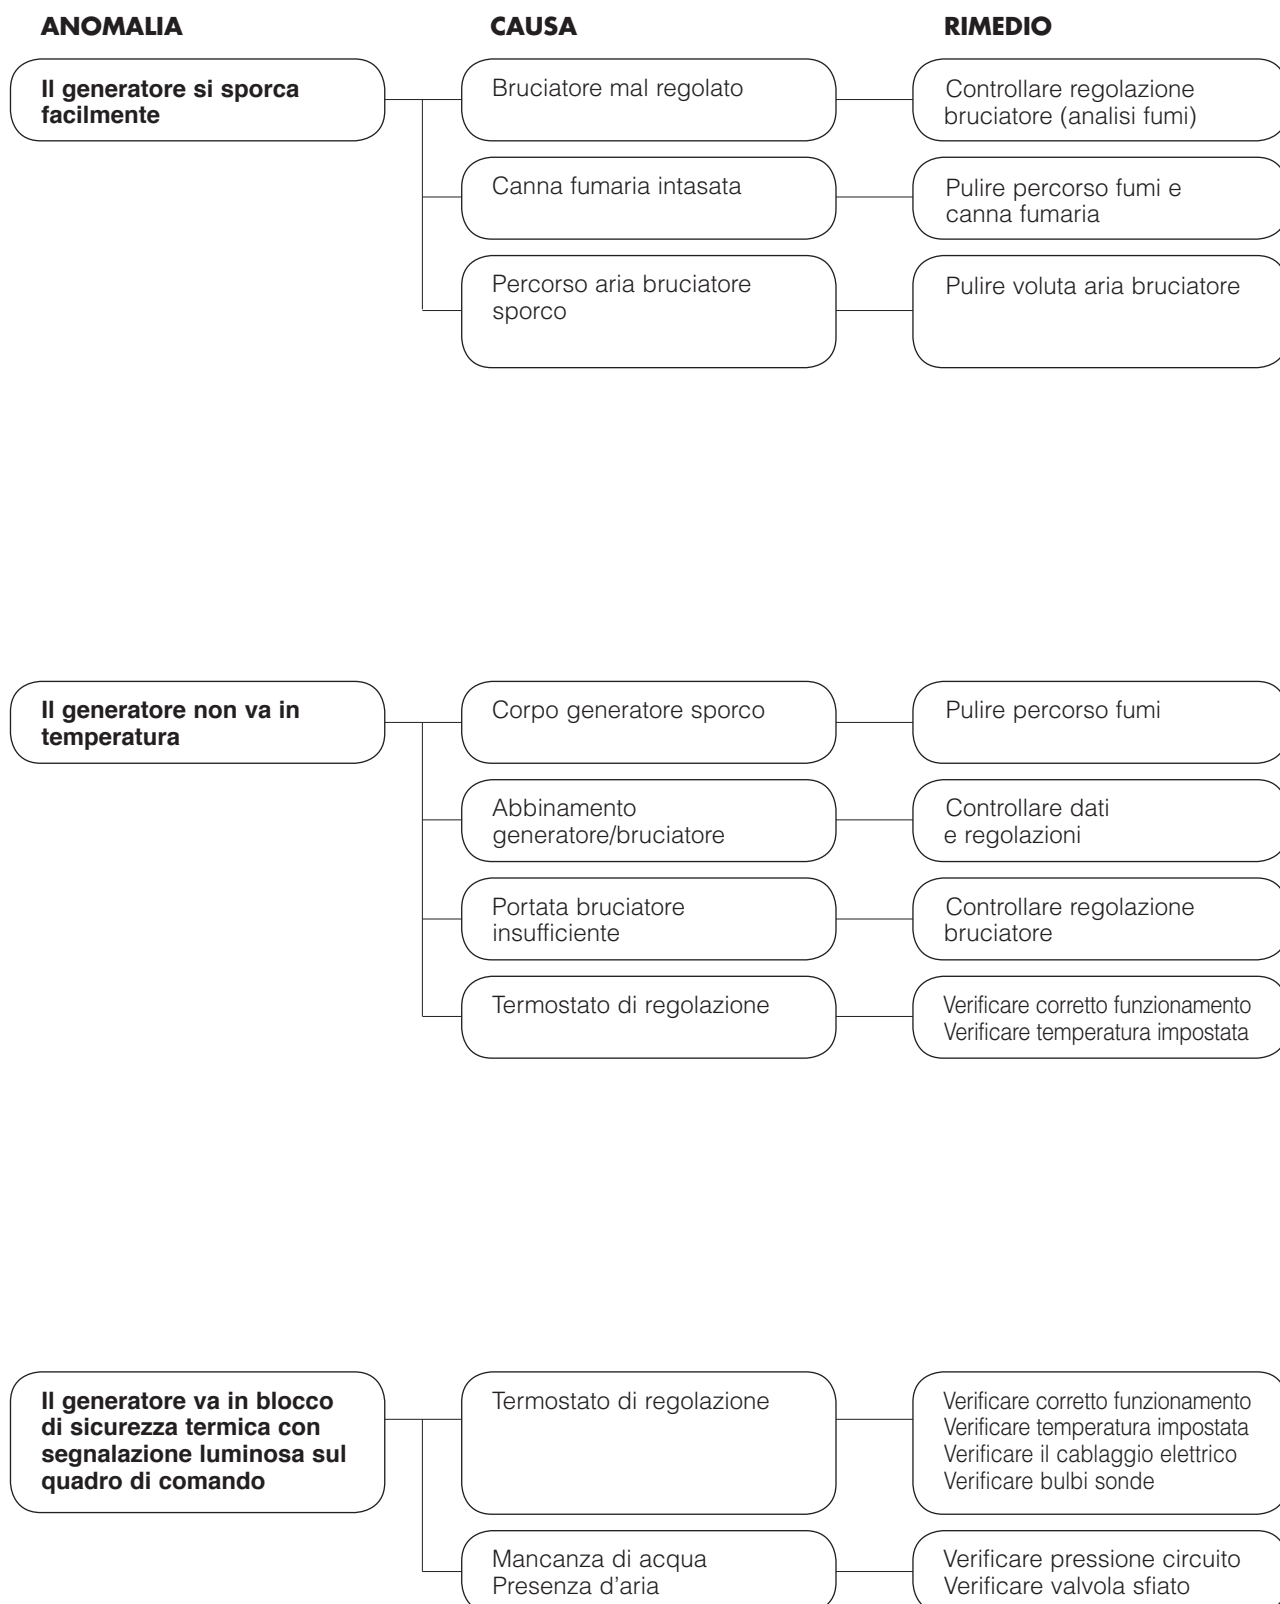 ANOMALIA CAUSA RIMEDIO
Il generatore si sporca
facilmente
Bruciatore mal regolato
Controllare regolazione
bruciatore (analisi fumi)
Canna fumaria intasata
Pulire percorso fumi e
canna fumaria
Percorso aria bruciatore
sporco
Pulire voluta aria bruciatore
Il generatore non va in
temperatura
Corpo generatore sporco
Pulire percorso fumi
Abbinamento
generatore/bruciatore
Controllare dati
e regolazioni
Portata bruciatore
insufficiente
Controllare regolazione
bruciatore
Termostato di regolazione
Verificare corretto funzionamento
Verificare temperatura impostata
Il generatore va in blocco
di sicurezza termica con
segnalazione luminosa sul
quadro di comando
Termostato di regolazione
Verificare corretto funzionamento
Verificare temperatura impostata
Verificare il cablaggio elettrico
Verificare bulbi sonde
Mancanza di acqua
Presenza d'aria
Verificare pressione circuito
Verificare valvola sfiato